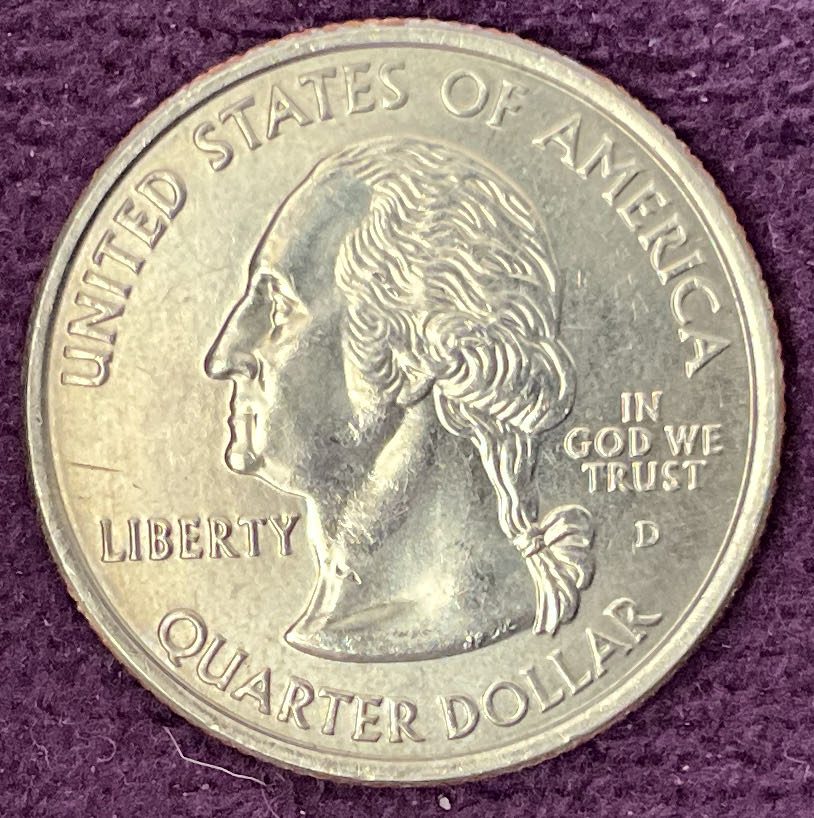 UNITED STATES OF AMERICA
LIBERTY
IN
GOD WE
TRUST
D
QUARTER DOLLAR